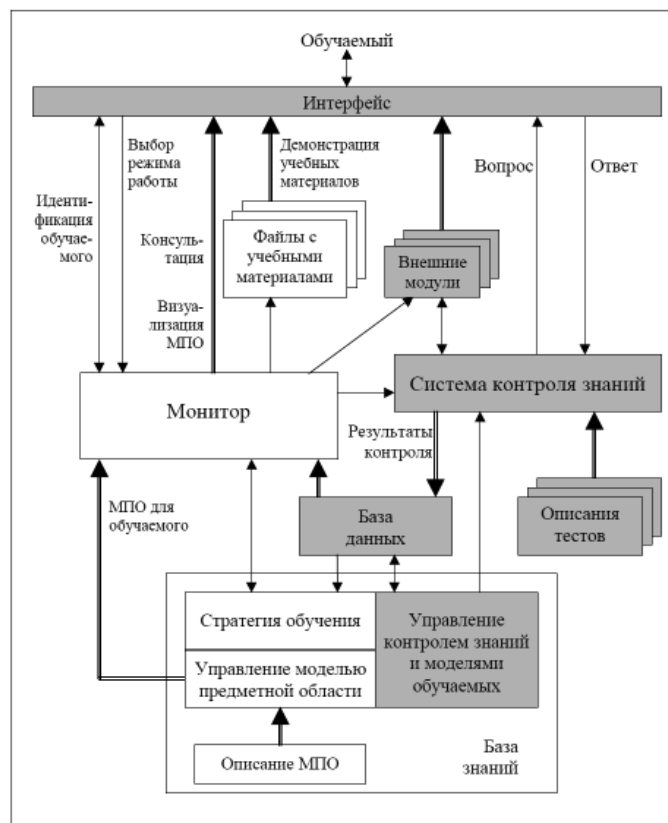 Обучаемый
Интерфейс
Выбор
режима
работы
Демонстрация
учебных
материалов
Вопрос
Ответ
Иденти-
фикация
обучае-
мого
Консуль-
тация
Файлы с
учебными
материалами
Внешние
модули
Визуа-
лизация
МПО
Монитор
Система контроля знаний
Результаты
контроля
МПО для
обучаемого
База
данных
Описания
тестов
Стратегия обучения
Управление
контролем знаний
и моделями
обучаемых
Управление моделью
предметной области
Описание МПО
База
знаний